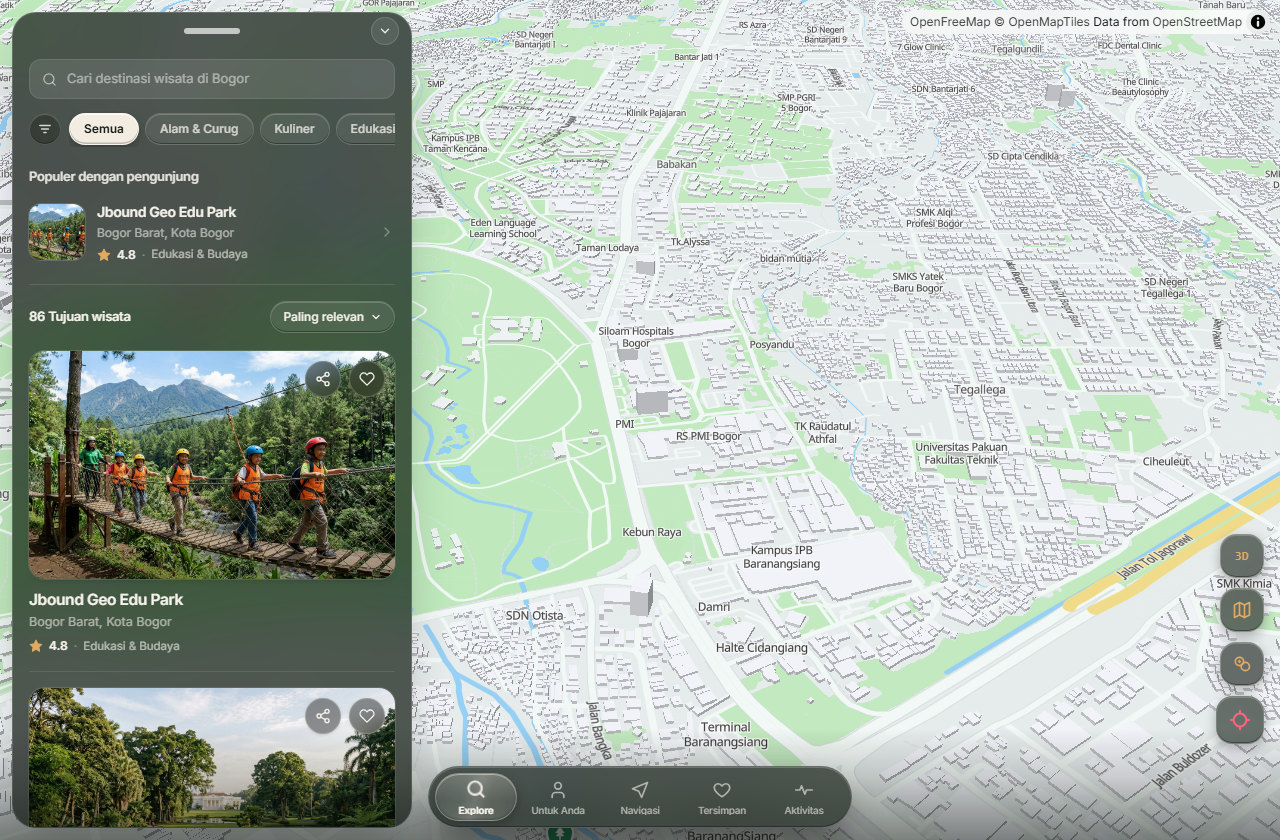 Cari destinasi wisata di Bogor
Semua
Alam & Curug
Kuliner
Edukasi
Populer dengan pengunjung
Jbound Geo Edu Park
Bogor Barat, Kota Bogor
4.8 · Edukasi & Budaya
86 Tujuan wisata
Paling relevan
Jbound Geo Edu Park
Bogor Barat, Kota Bogor
4.8 · Edukasi & Budaya
OpenFreeMap © OpenMapTiles Data from OpenStreetMap
GOR Pajajaran
Tanah Baru
RS Azra
SD Negeri
Bantarjati I
SD Negeri
Bantarjati 9
7 Glow Clinic
Tegalgundil
FDC Dental Clinic
Bantar Jati 1
SMP
SDN Bantarjati 6
The Clinic
Beautylosophy
SMP PGRI
5 Bogor
Klinik Pajajaran
Kampus IPB
Taman Kencana
Babakan
SD Cipta Cendikia
SMK Alqi
Profesi Bogor
Eden Language
Learning School
Taman Lodaya
Tk.Alyssa
bidan mutia
SMKS Yatek
Baru Bogor
SD Negeri
Tegallega 1
Siloam Hospitals
Bogor
Posyandu
Tegallega
PMI
RS PMI Bogor
TK Raudatul
Athfal
Universitas Pakuan
Fakultas Teknik
Ciheuleut
Kebun Raya
Kampus IPB
Baranangsiang
Jalan Tol Jagorawi
3D
SMK Kimia
SDN Otista
Damri
Halte Cidangiang
Jalan Bangka
Terminal
Baranangsiang
Jalan Buldozer
Explore
Untuk Anda
Navigasi
Tersimpan
Aktivitas
BaranangSiang